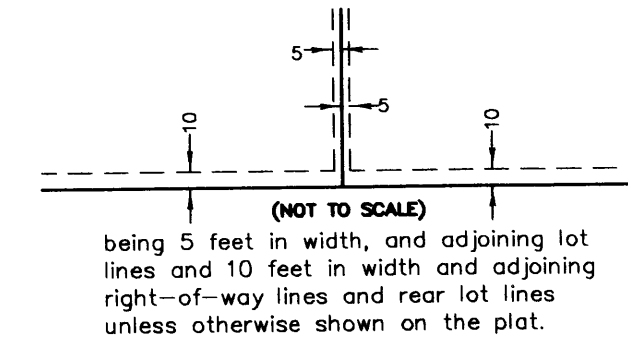 5
5
10
10
(NOT TO SCALE)
being 5 feet in width, and adjoining lot
lines and 10 feet in width and adjoining
right-of-way lines and rear lot lines
unless otherwise shown on the plat.